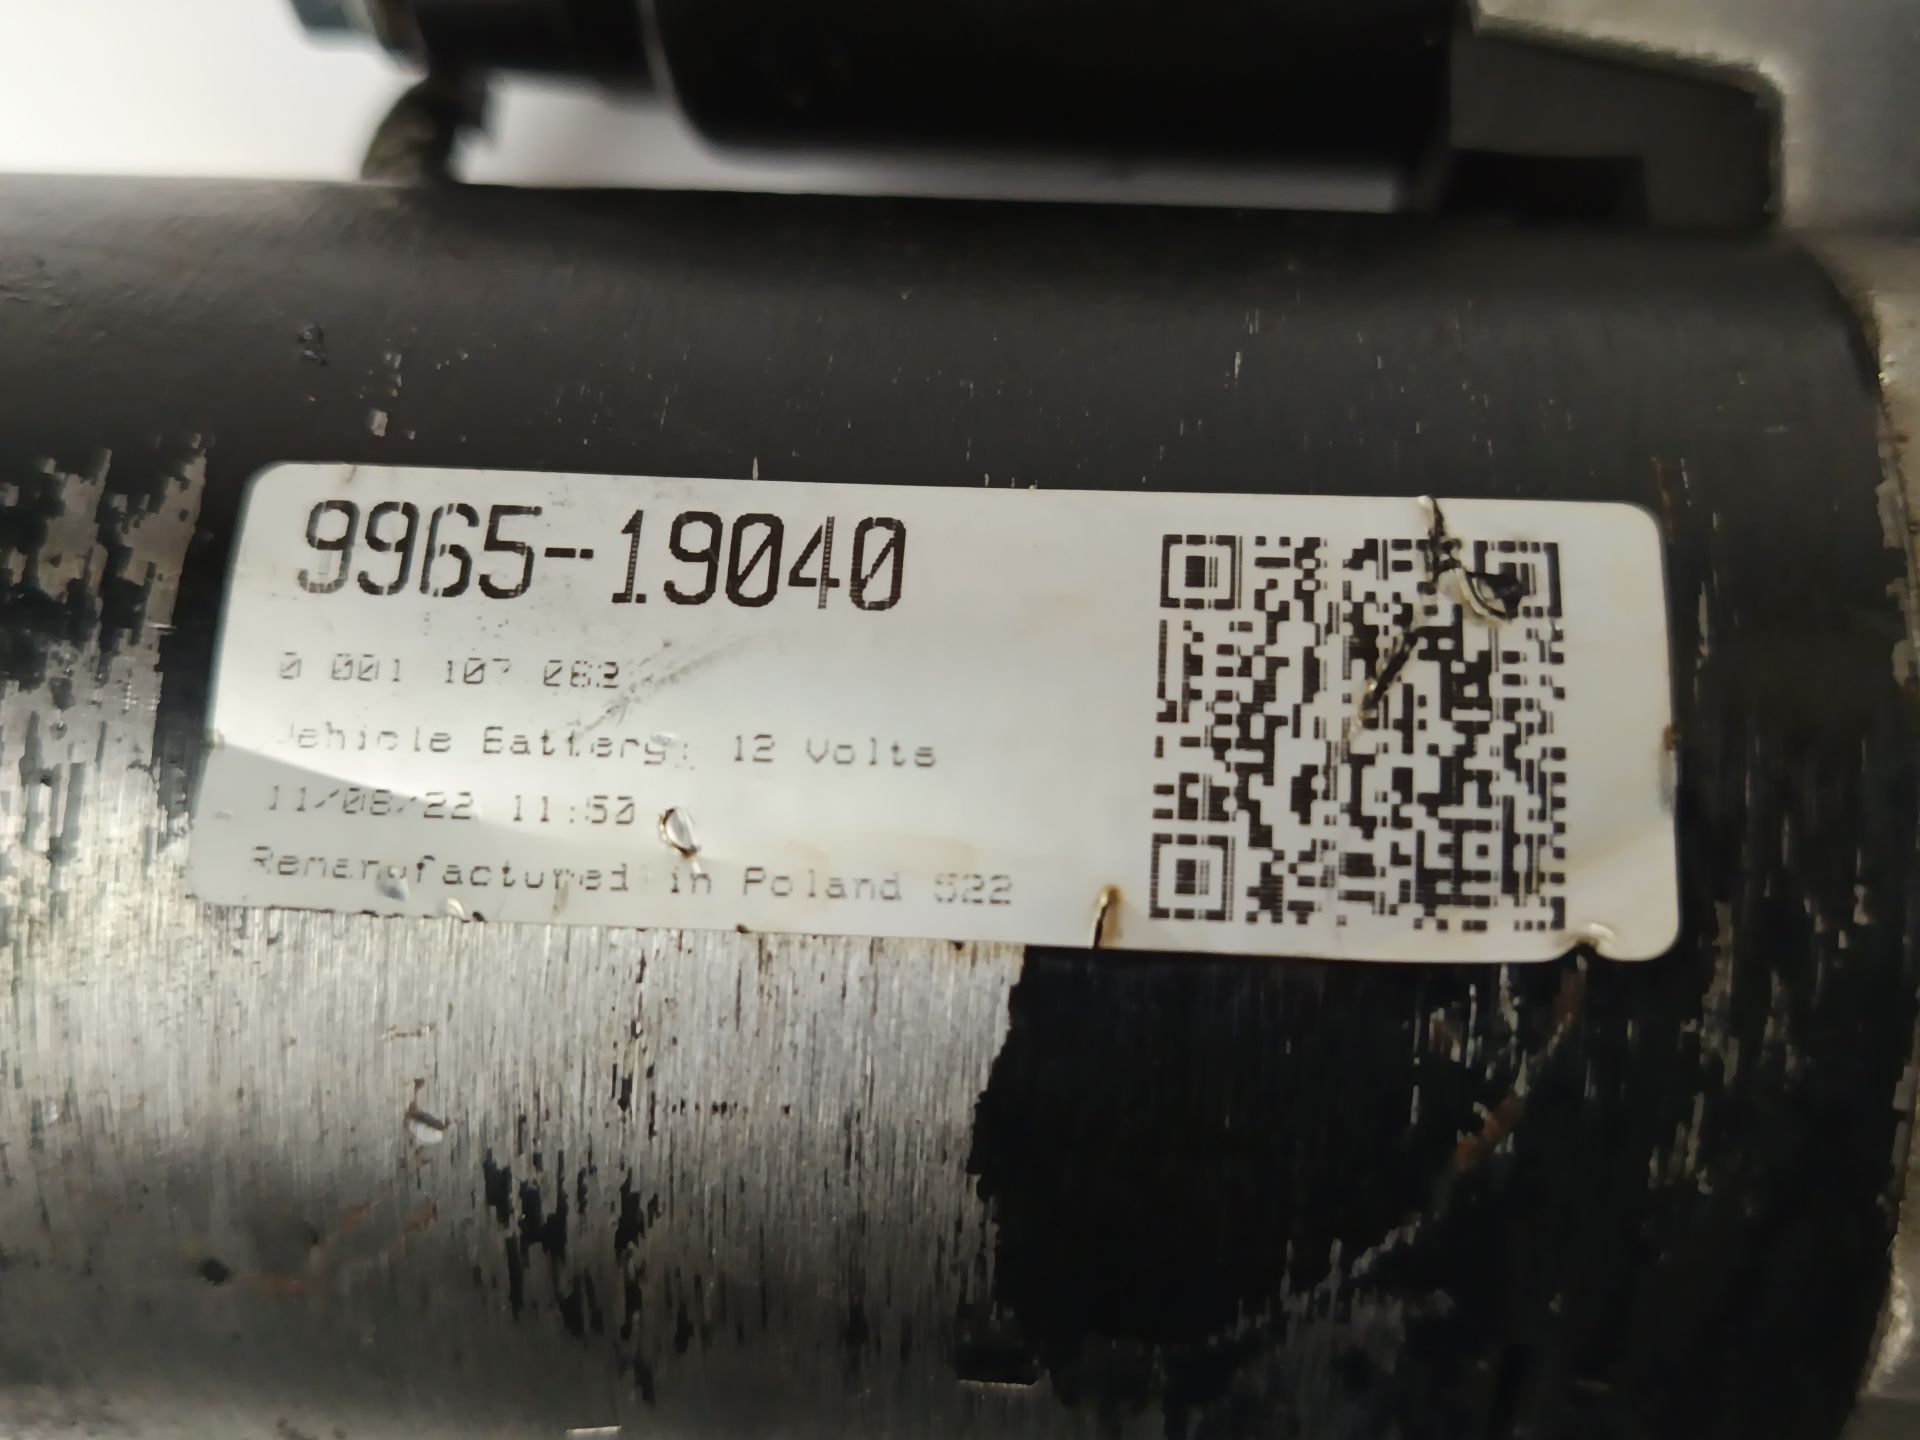 9965-19040
0 001 107 082
Vehicle Battery: 12 Volts
11/08/22 11:50
Remanufactured in Poland S22